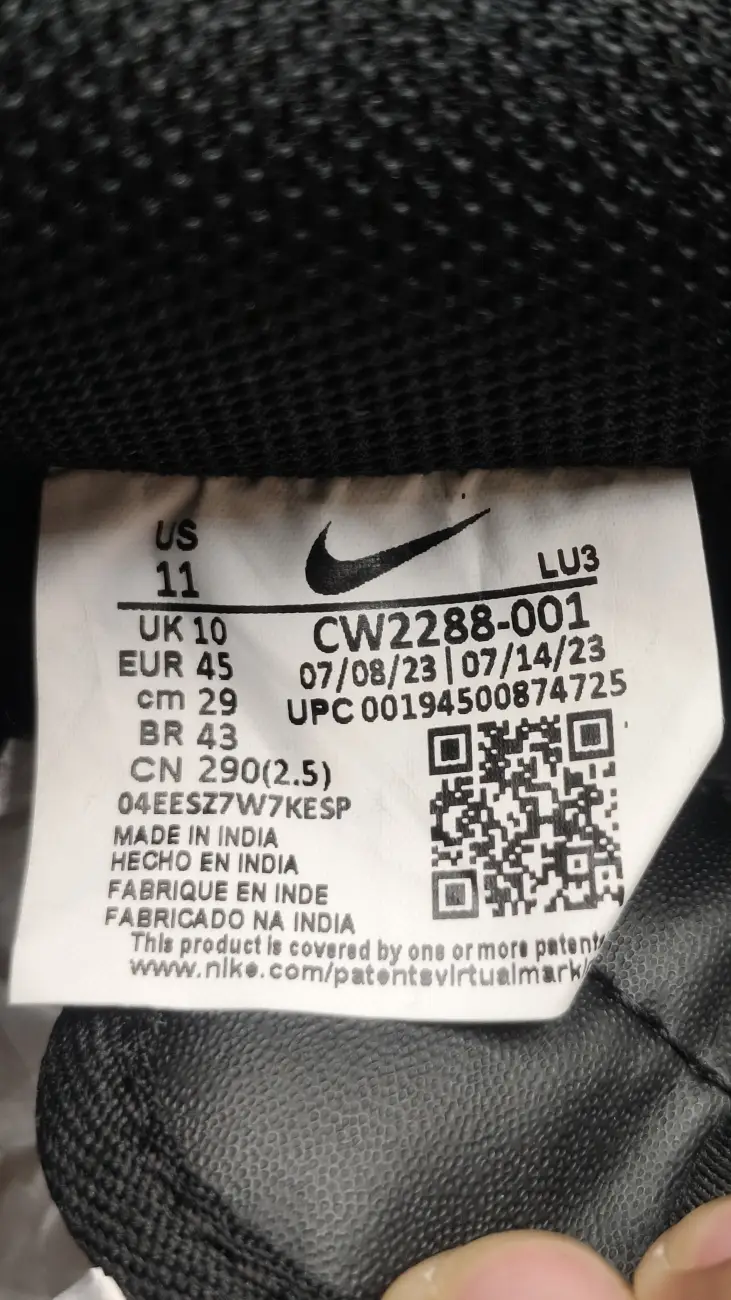 US
11
LU3
UK 10
EUR 45
cm 29
BR 43
CN 290(2.5)
CW2288-001
07/08/23 | 07/14/23
UPC 00194500874725
04EESZ7W7KESP
MADE IN INDIA
HECHO EN INDIA
FABRIQUE EN INDE
FABRICADO NA INDIA
This product is covered by one or more patent
www.nike.com/patentsvirtualmark/